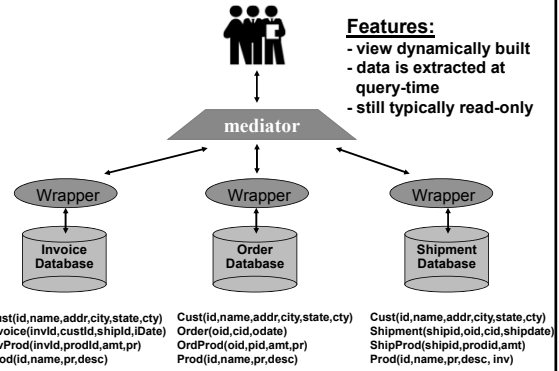 Features:
- view dynamically built
- data is extracted at
query-time
- still typically read-only
mediator
Wrapper
Wrapper
Wrapper
Invoice
Database
Order
Database
Shipment
Database
ust(id,name,addr,city,state,cty)
voice(invId,custId,shipId,iDate)
vProd(invId,prodId,amt,pr)
od(id,name,pr,desc)
Cust(id,name,addr,city,state,cty)
Order(oid,cid,odate)
OrdProd(oid,pid,amt,pr)
Prod(id,name,pr,desc)
Cust(id,name,addr,city,state,cty)
Shipment(shipid,oid,cid,shipdate)
ShipProd(shipid,prodid,amt)
Prod(id,name,pr,desc, inv)